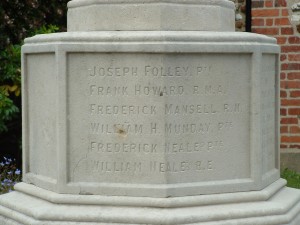 JOSEPH FOLLEY, PTE
FRANK HOWARD, R.M.A.
FREDERICK MANSELL, R.N.
WILLIAM H. MUNDAY, PTE
FREDERICK NEALE, PTE
WILLIAM NEALE, R.E.